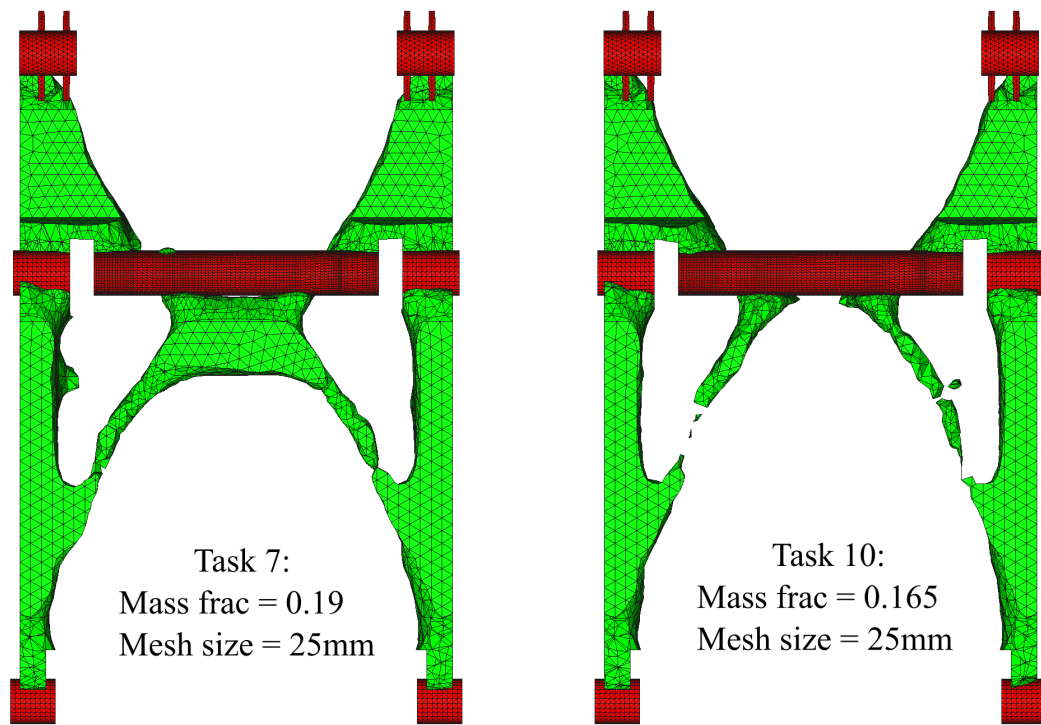 Task 7:
Mass frac = 0.19
Mesh size = 25mm
Task 10:
Mass frac = 0.165
Mesh size = 25mm